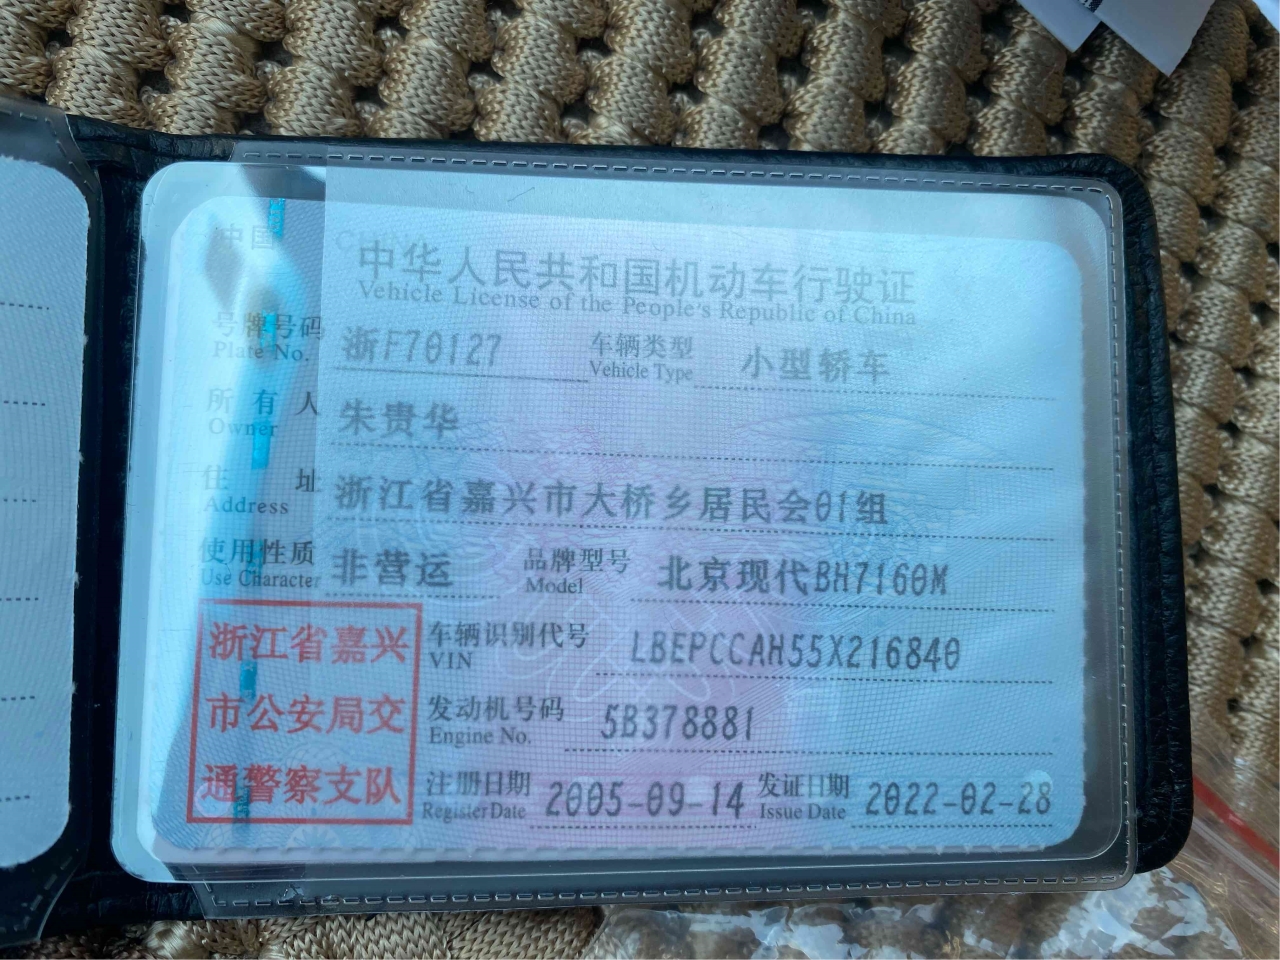 中国 CHINA
中华人民共和国机动车行驶证
Vehicle License of the People's Republic of China
号牌号码 浙F70127 车辆类型 小型轿车
Plate No. Vehicle Type
所有人 朱贵华
Owner
住址 浙江省嘉兴市大桥乡居民会01组
Address
使用性质 非营运 品牌型号 北京现代BH7160M
Use Character Model
浙江省嘉兴 车辆识别代号 LBEPCCAH55X216840
VIN
市公安局交 发动机号码 5B378881
Engine No.
通警察支队 注册日期 2005-09-14 发证日期 2022-02-28
Register Date Issue Date